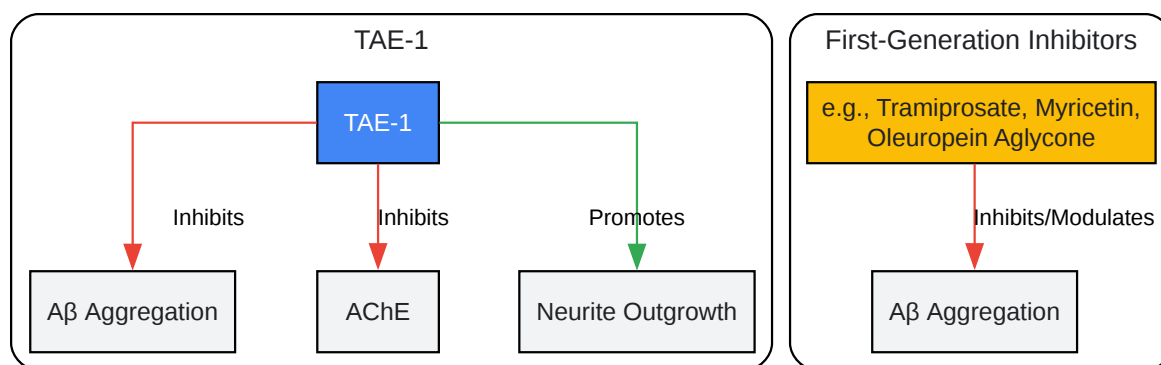 TAE-1
TAE-1
Inhibits
Inhibits
Promotes
Aβ Aggregation
AChE
Neurite Outgrowth
First-Generation Inhibitors
e.g., Tramiprosate, Myricetin,
Oleuropein Aglycone
Inhibits/Modulates
Aβ Aggregation